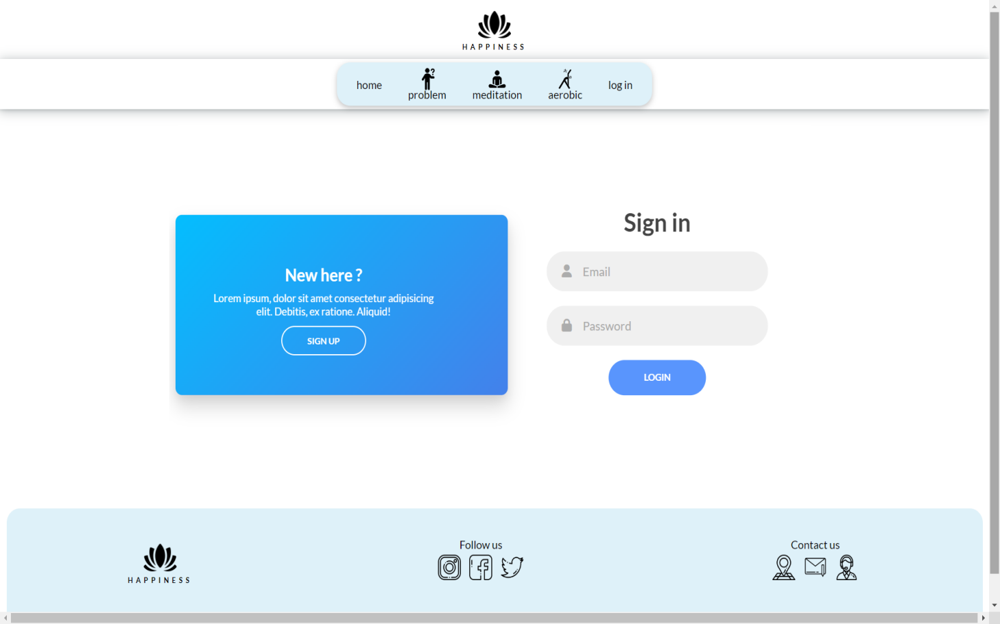 HAPPINESS
home
problem
meditation
aerobic
log in
New here ?
Lorem ipsum, dolor sit amet consectetur adipisicing
elit. Debitis, ex ratione. Aliquid!
SIGN UP
Sign in
Email
Password
LOGIN
HAPPINESS
Follow us
Contact us